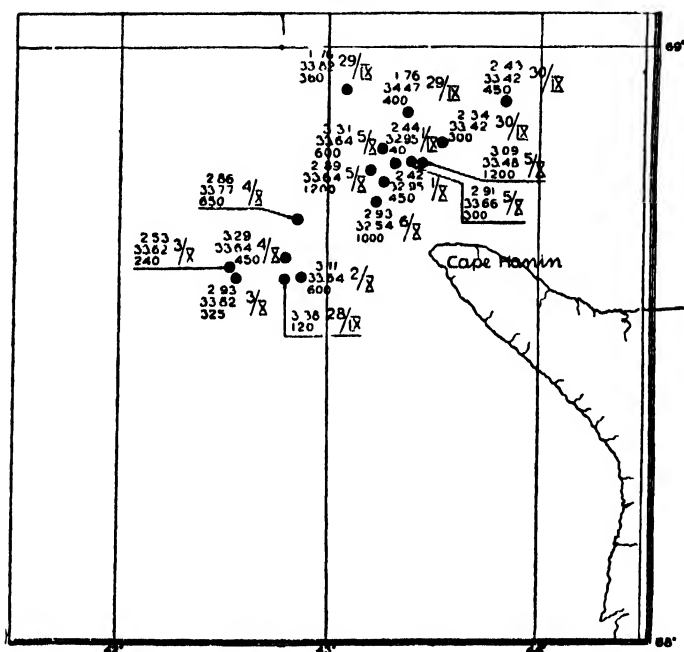 69°
1.76
33.82 29/IX
360
1.76
34.47 29/IX
400
2.43
33.42 30/IX
450
2.34
33.42 30/IX
300
3.31
33.64 5/X
600
2.44
32.95 1/X
40
3.09
33.48 5/X
1200
2.89
33.64 5/X
1200
2.42
32.95 1/X
450
2.91
33.66 5/X
300
2.93
32.54 6/X
1000
2.86
33.77 4/X
650
2.53
33.62 3/X
240
3.29
33.64 4/X
450
3.11
600 2/X
2.93
33.82 3/X
325
3.38 28/IX
120
Cape Kanin
68°